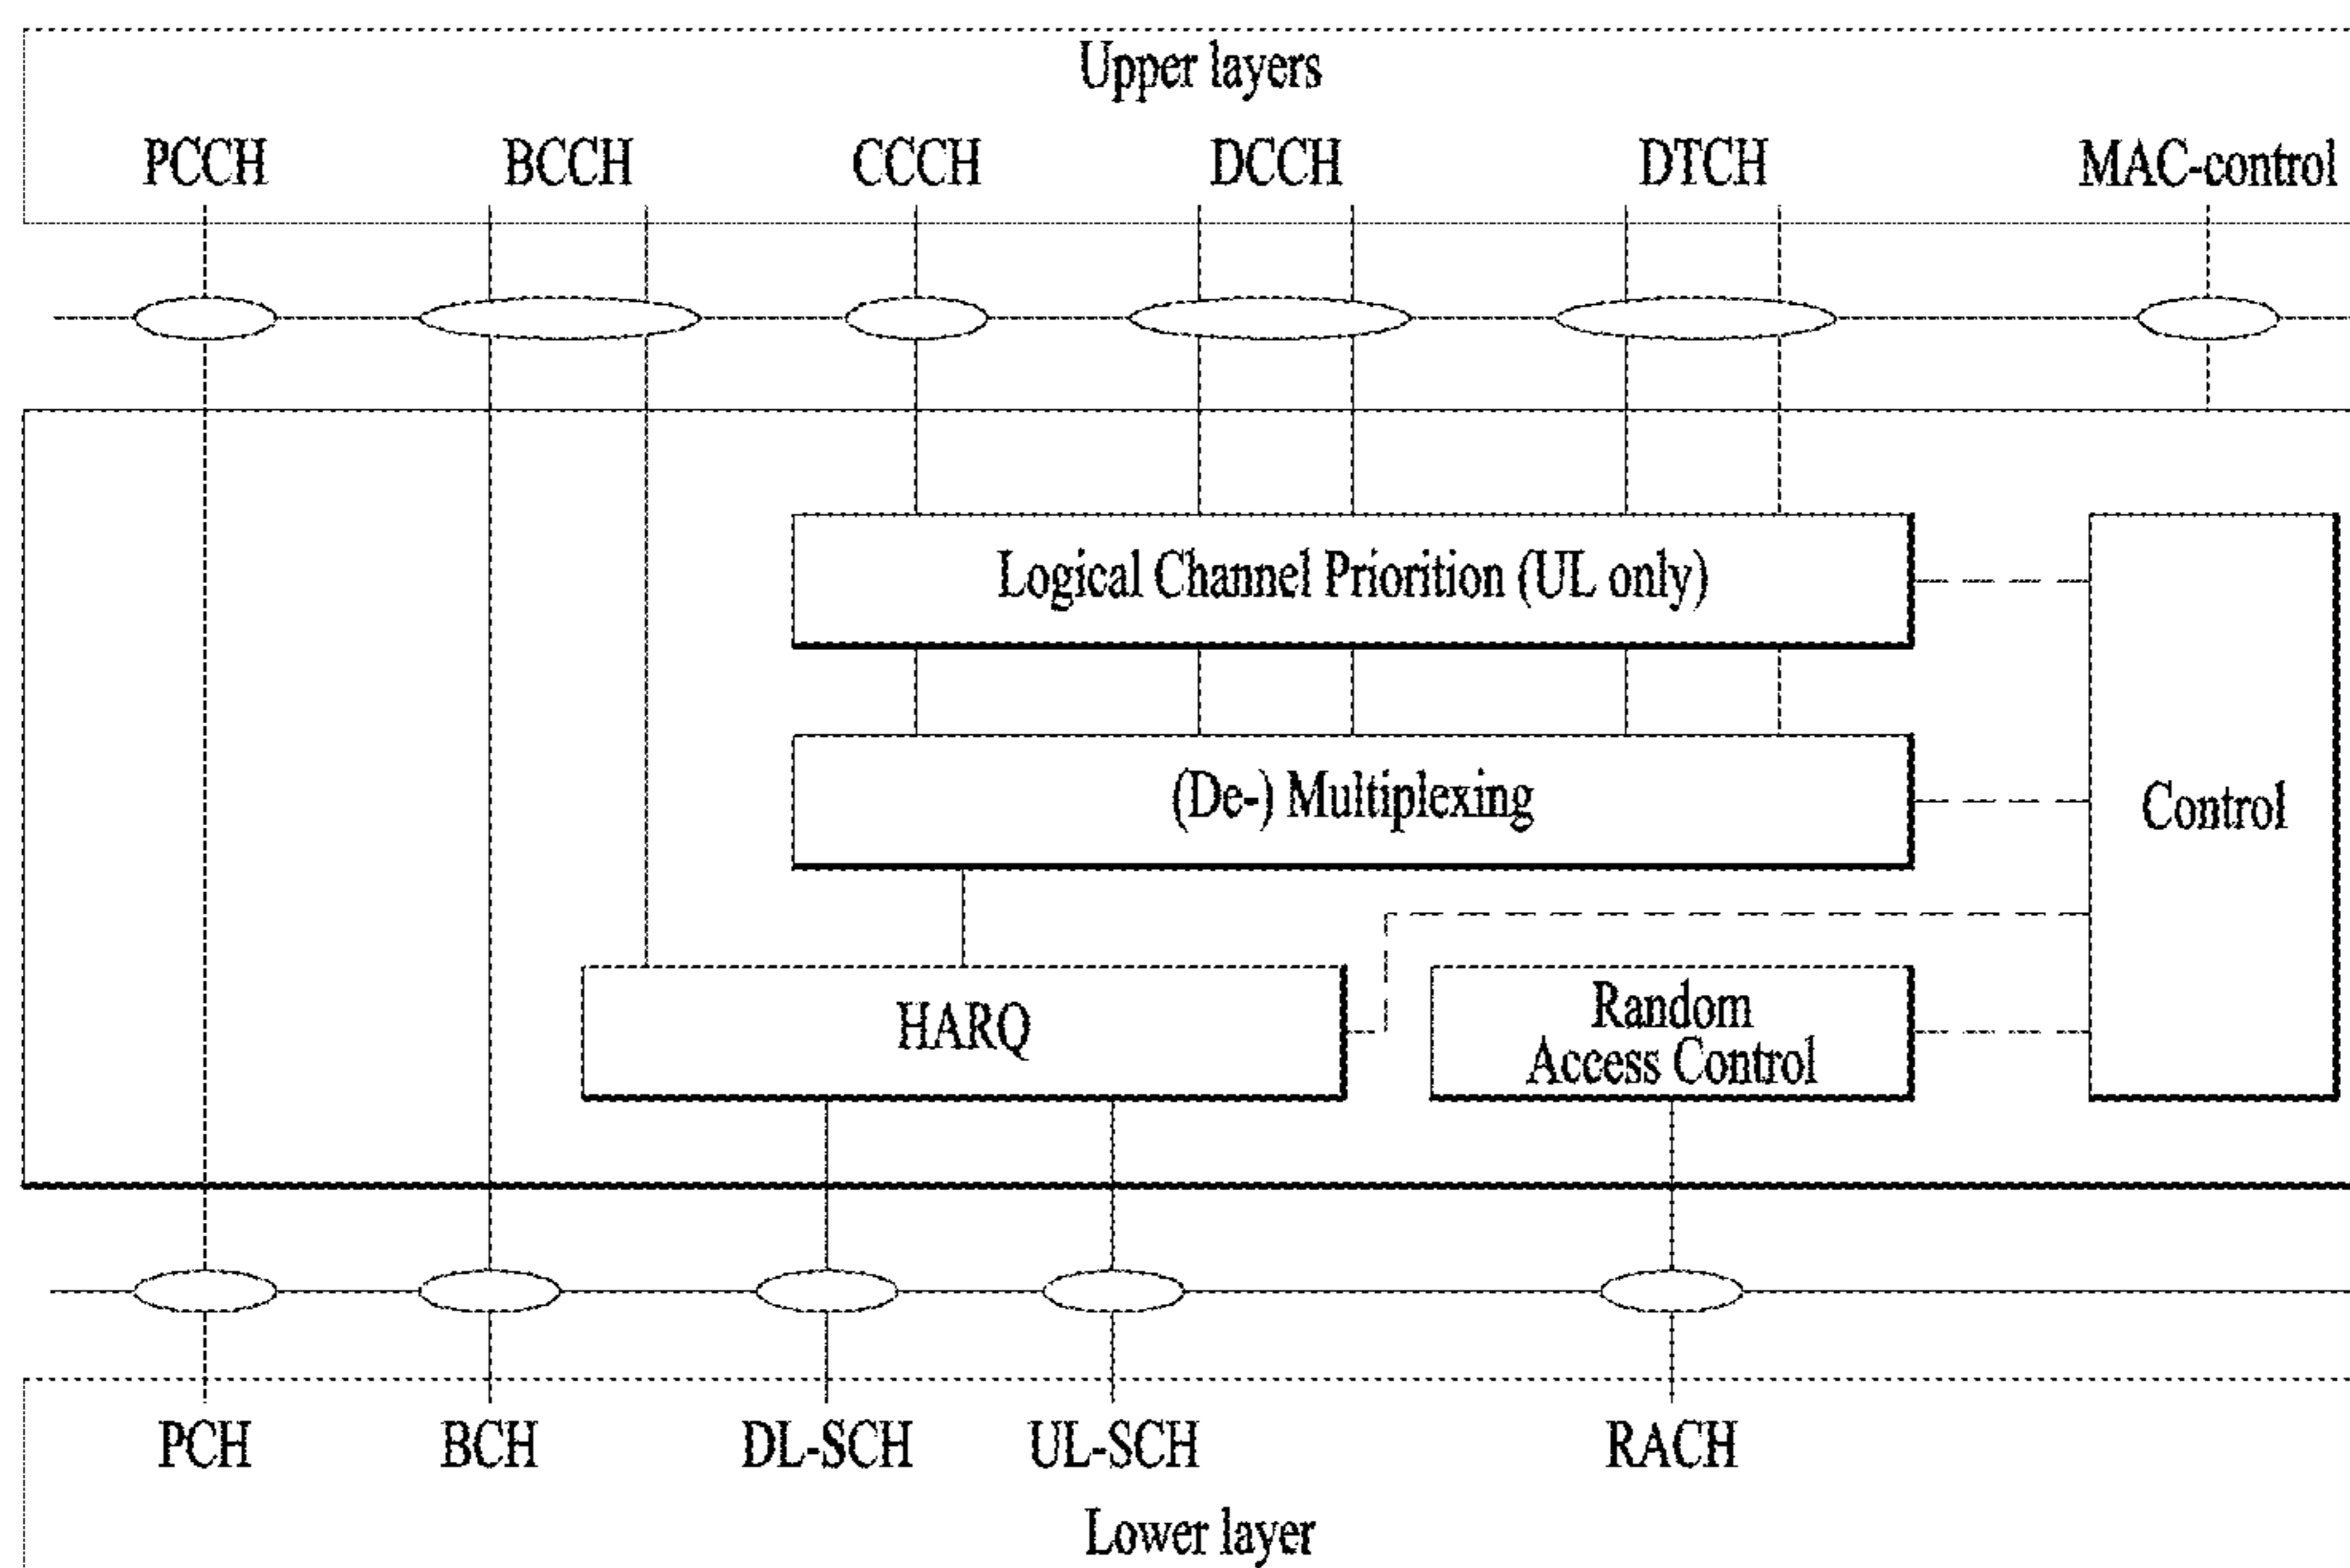 Upper layers
PCCH BCCH CCCH DCCH DTCH MAC-control
Logical Channel Priorition (UL only)
(De-) Multiplexing
Control
HARQ
Random
Access Control
PCH BCH DL-SCH UL-SCH RACH
Lower layer